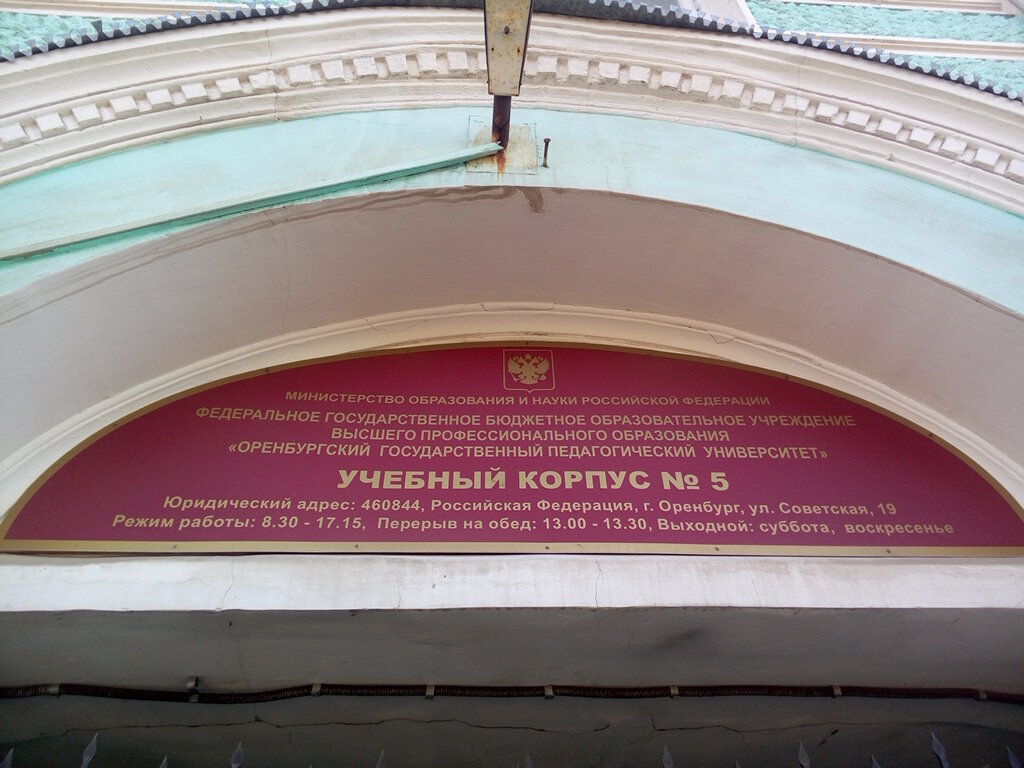 МИНИСТЕРСТВО ОБРАЗОВАНИЯ И НАУКИ РОССИЙСКОЙ ФЕДЕРАЦИИ
ФЕДЕРАЛЬНОЕ ГОСУДАРСТВЕННОЕ БЮДЖЕТНОЕ ОБРАЗОВАТЕЛЬНОЕ УЧРЕЖДЕНИЕ
ВЫСШЕГО ПРОФЕССИОНАЛЬНОГО ОБРАЗОВАНИЯ
«ОРЕНБУРГСКИЙ ГОСУДАРСТВЕННЫЙ ПЕДАГОГИЧЕСКИЙ УНИВЕРСИТЕТ»
УЧЕБНЫЙ КОРПУС № 5
Юридический адрес: 460844, Российская Федерация, г. Оренбург, ул. Советская, 19
Режим работы: 8.30 - 17.15, Перерыв на обед: 13.00 - 13.30, Выходной: суббота, воскресенье